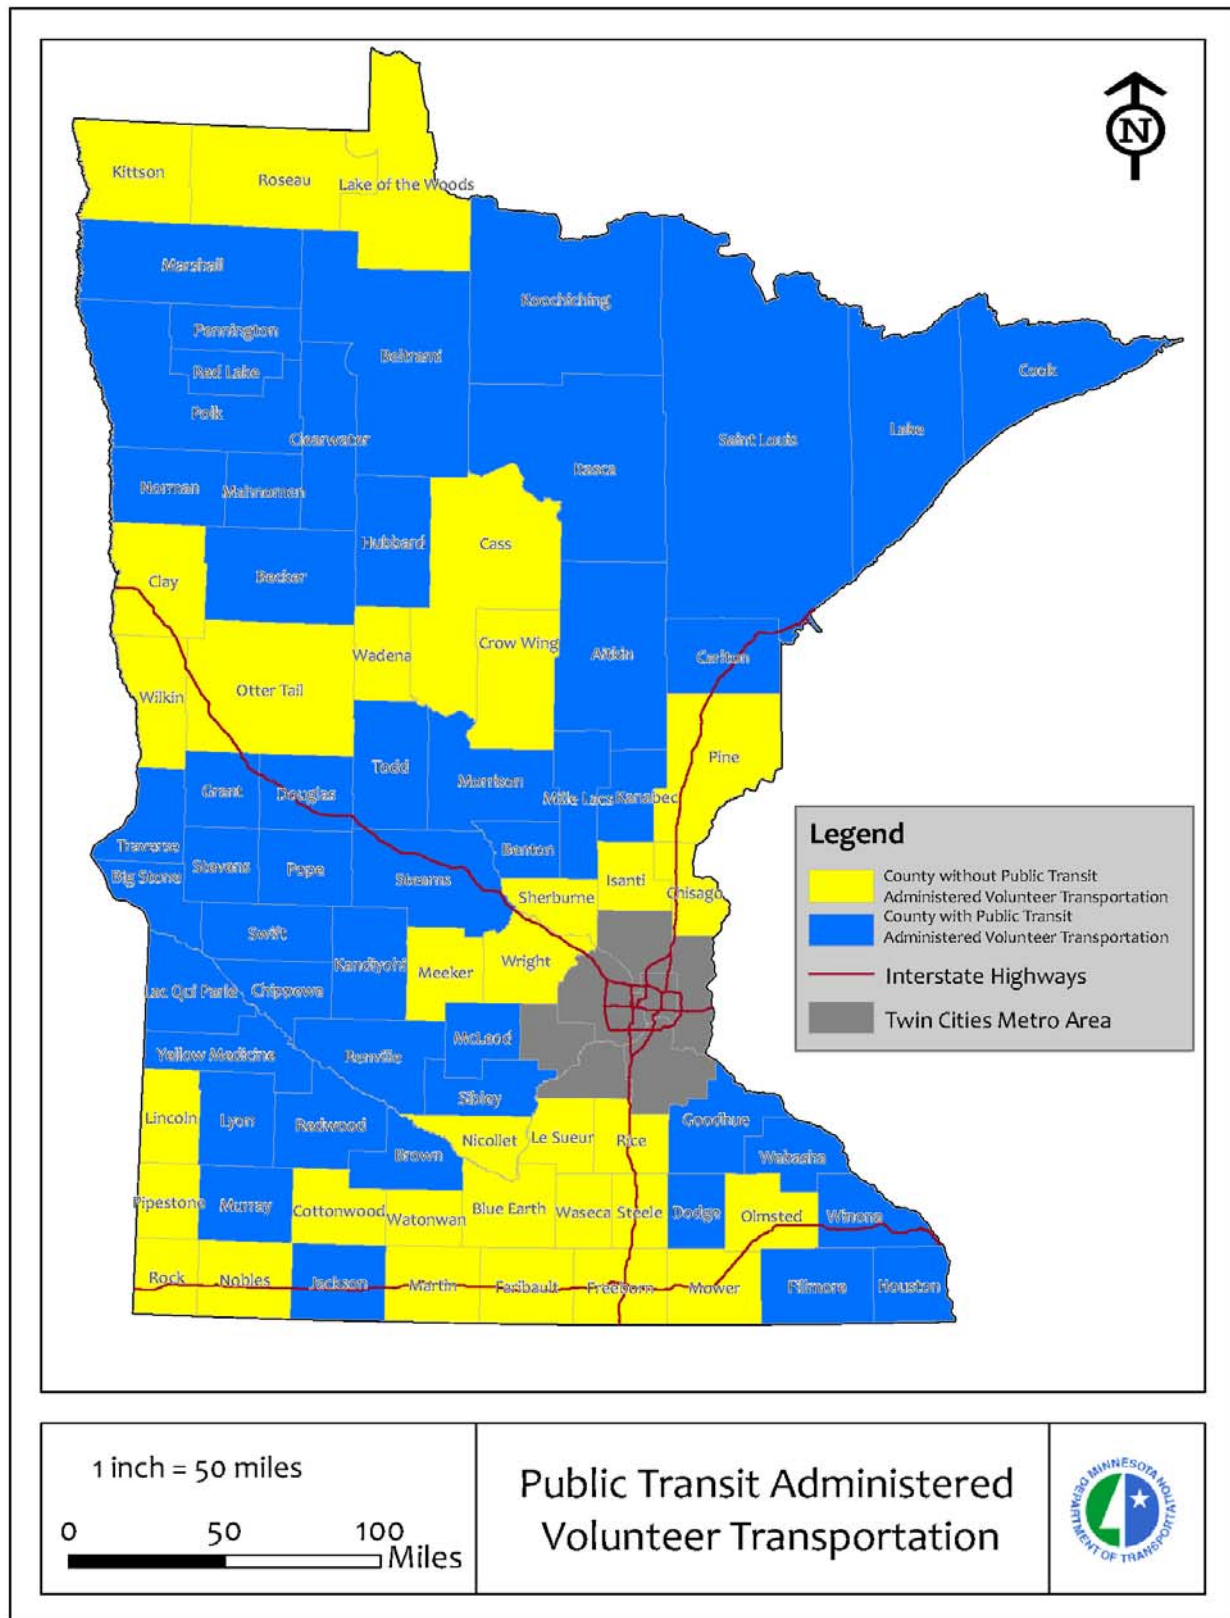 N
Kittson
Roseau
Lake of the Woods
Marshall
Koochiching
Pennington
Beltrami
Red Lake
Cook
Polk
Clearwater
Saint Louis
Lake
Itasca
Norman
Mahnomen
Hubbard
Cass
Clay
Becker
Crow Wing
Wadena
Aitkin
Carlton
Otter Tail
Wilkin
Pine
Todd
Morrison
Grant
Douglas
Mille Lacs
Kanabec
Traverse
Benton
Stevens
Pope
Stearns
Big Stone
Isanti
Chisago
Sherburne
Swift
Kandiyohi
Meeker
Wright
Lac Qui Parle
Chippewa
McLeod
Yellow Medicine
Renville
Sibley
Lincoln
Lyon
Redwood
Goodhue
Nicollet
Le Sueur
Rice
Brown
Wabasha
Pipestone
Murray
Cottonwood
Watonwan
Blue Earth
Waseca
Steele
Dodge
Olmsted
Winona
Rock
Nobles
Jackson
Martin
Faribault
Freeborn
Mower
Fillmore
Houston
Legend
County without Public Transit
Administered Volunteer Transportation
County with Public Transit
Administered Volunteer Transportation
Interstate Highways
Twin Cities Metro Area
1 inch = 50 miles
0 50 100
Miles
Public Transit Administered
Volunteer Transportation
MINNESOTA
DEPARTMENT OF TRANSPORTATION